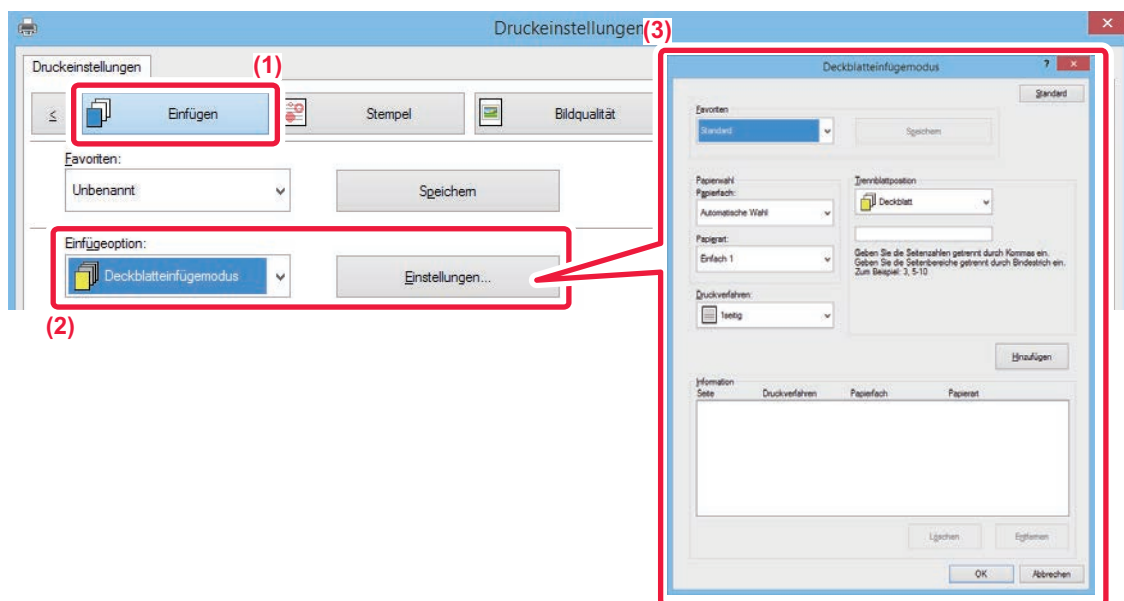 Druckeinstellungen
(3)
Druckeinstellungen
(1)
≤
Einfügen
Stempel
Bildqualität
Favoriten:
Unbenannt
Speichern
Einfügeoption:
Deckblatteinfügemodus
Einstellungen...
(2)
Deckblatteinfügemodus
?
Standard
Favoriten
Standard
Speichern
Papierwahl
Papierfach:
Automatische Wahl
Papierart:
Einfach 1
Druckverfahren:
1seitig
Trennblattposition
Deckblatt
Geben Sie die Seitenzahlen getrennt durch Kommas ein.
Geben Sie die Seitenbereiche getrennt durch Bindestrich ein.
Zum Beispiel: 3, 5-10
Hinzufügen
Information
Seite Druckverfahren Papierfach Papierart
Löschen Entfernen
OK Abbrechen